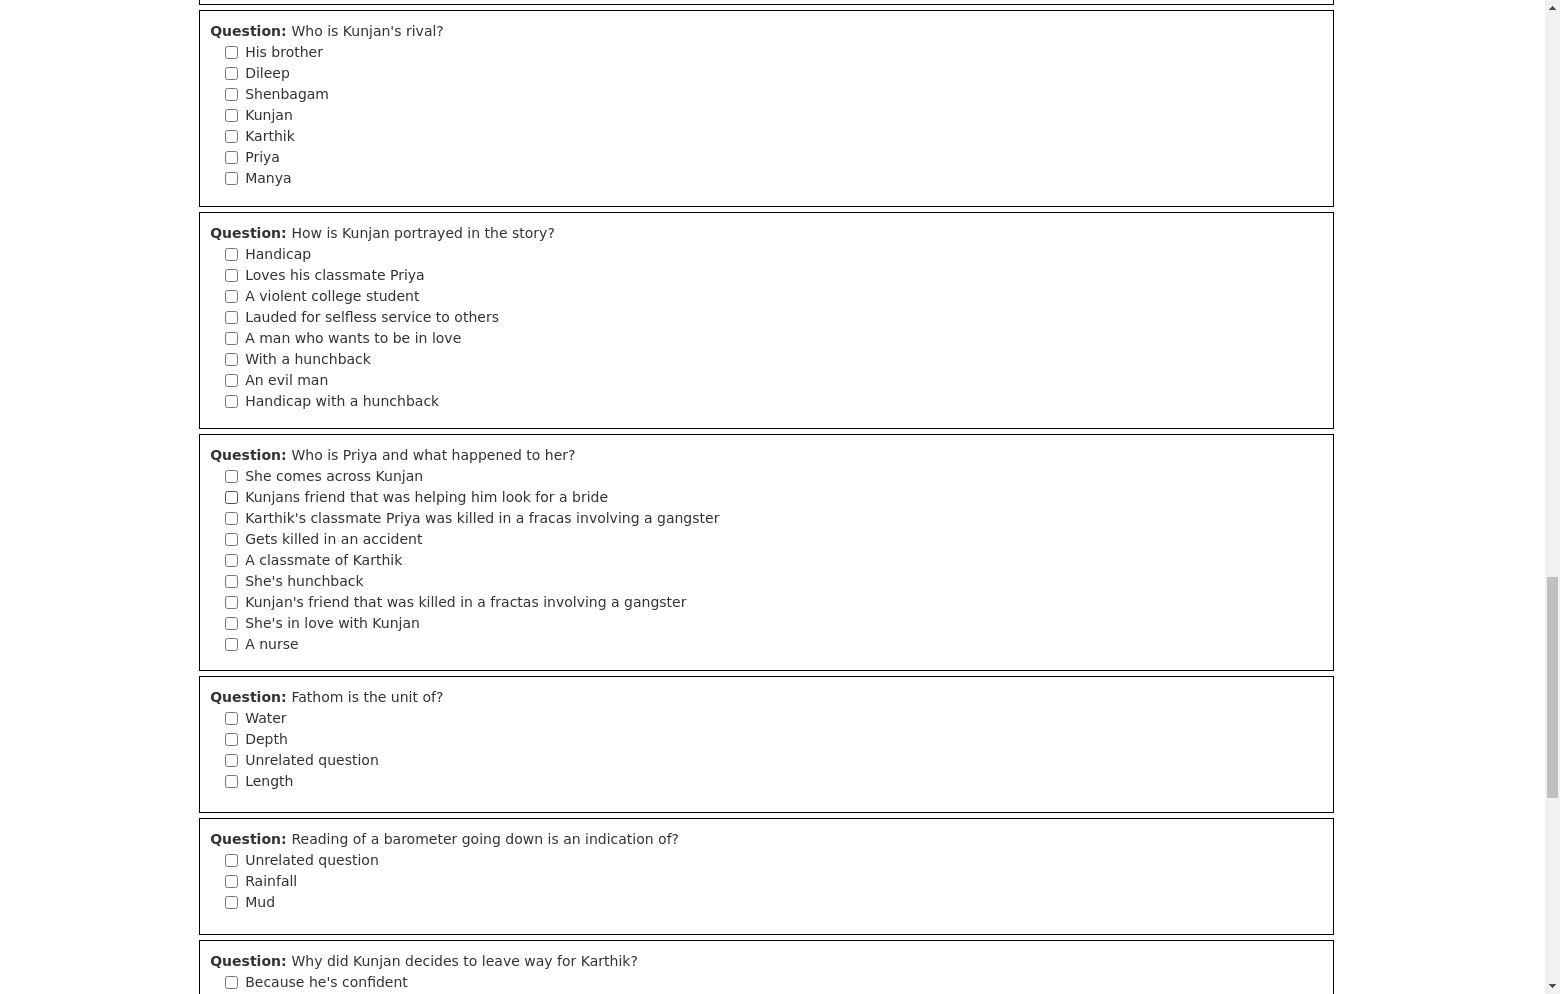 Question: Who is Kunjan's rival?
His brother
Dileep
Shenbagam
Kunjan
Karthik
Priya
Manya
Question: How is Kunjan portrayed in the story?
Handicap
Loves his classmate Priya
A violent college student
Lauded for selfless service to others
A man who wants to be in love
With a hunchback
An evil man
Handicap with a hunchback
Question: Who is Priya and what happened to her?
She comes across Kunjan
Kunjans friend that was helping him look for a bride
Karthik's classmate Priya was killed in a fracas involving a gangster
Gets killed in an accident
A classmate of Karthik
She's hunchback
Kunjan's friend that was killed in a fractas involving a gangster
She's in love with Kunjan
A nurse
Question: Fathom is the unit of?
Water
Depth
Unrelated question
Length
Question: Reading of a barometer going down is an indication of?
Unrelated question
Rainfall
Mud
Question: Why did Kunjan decides to leave way for Karthik?
Because he's confident